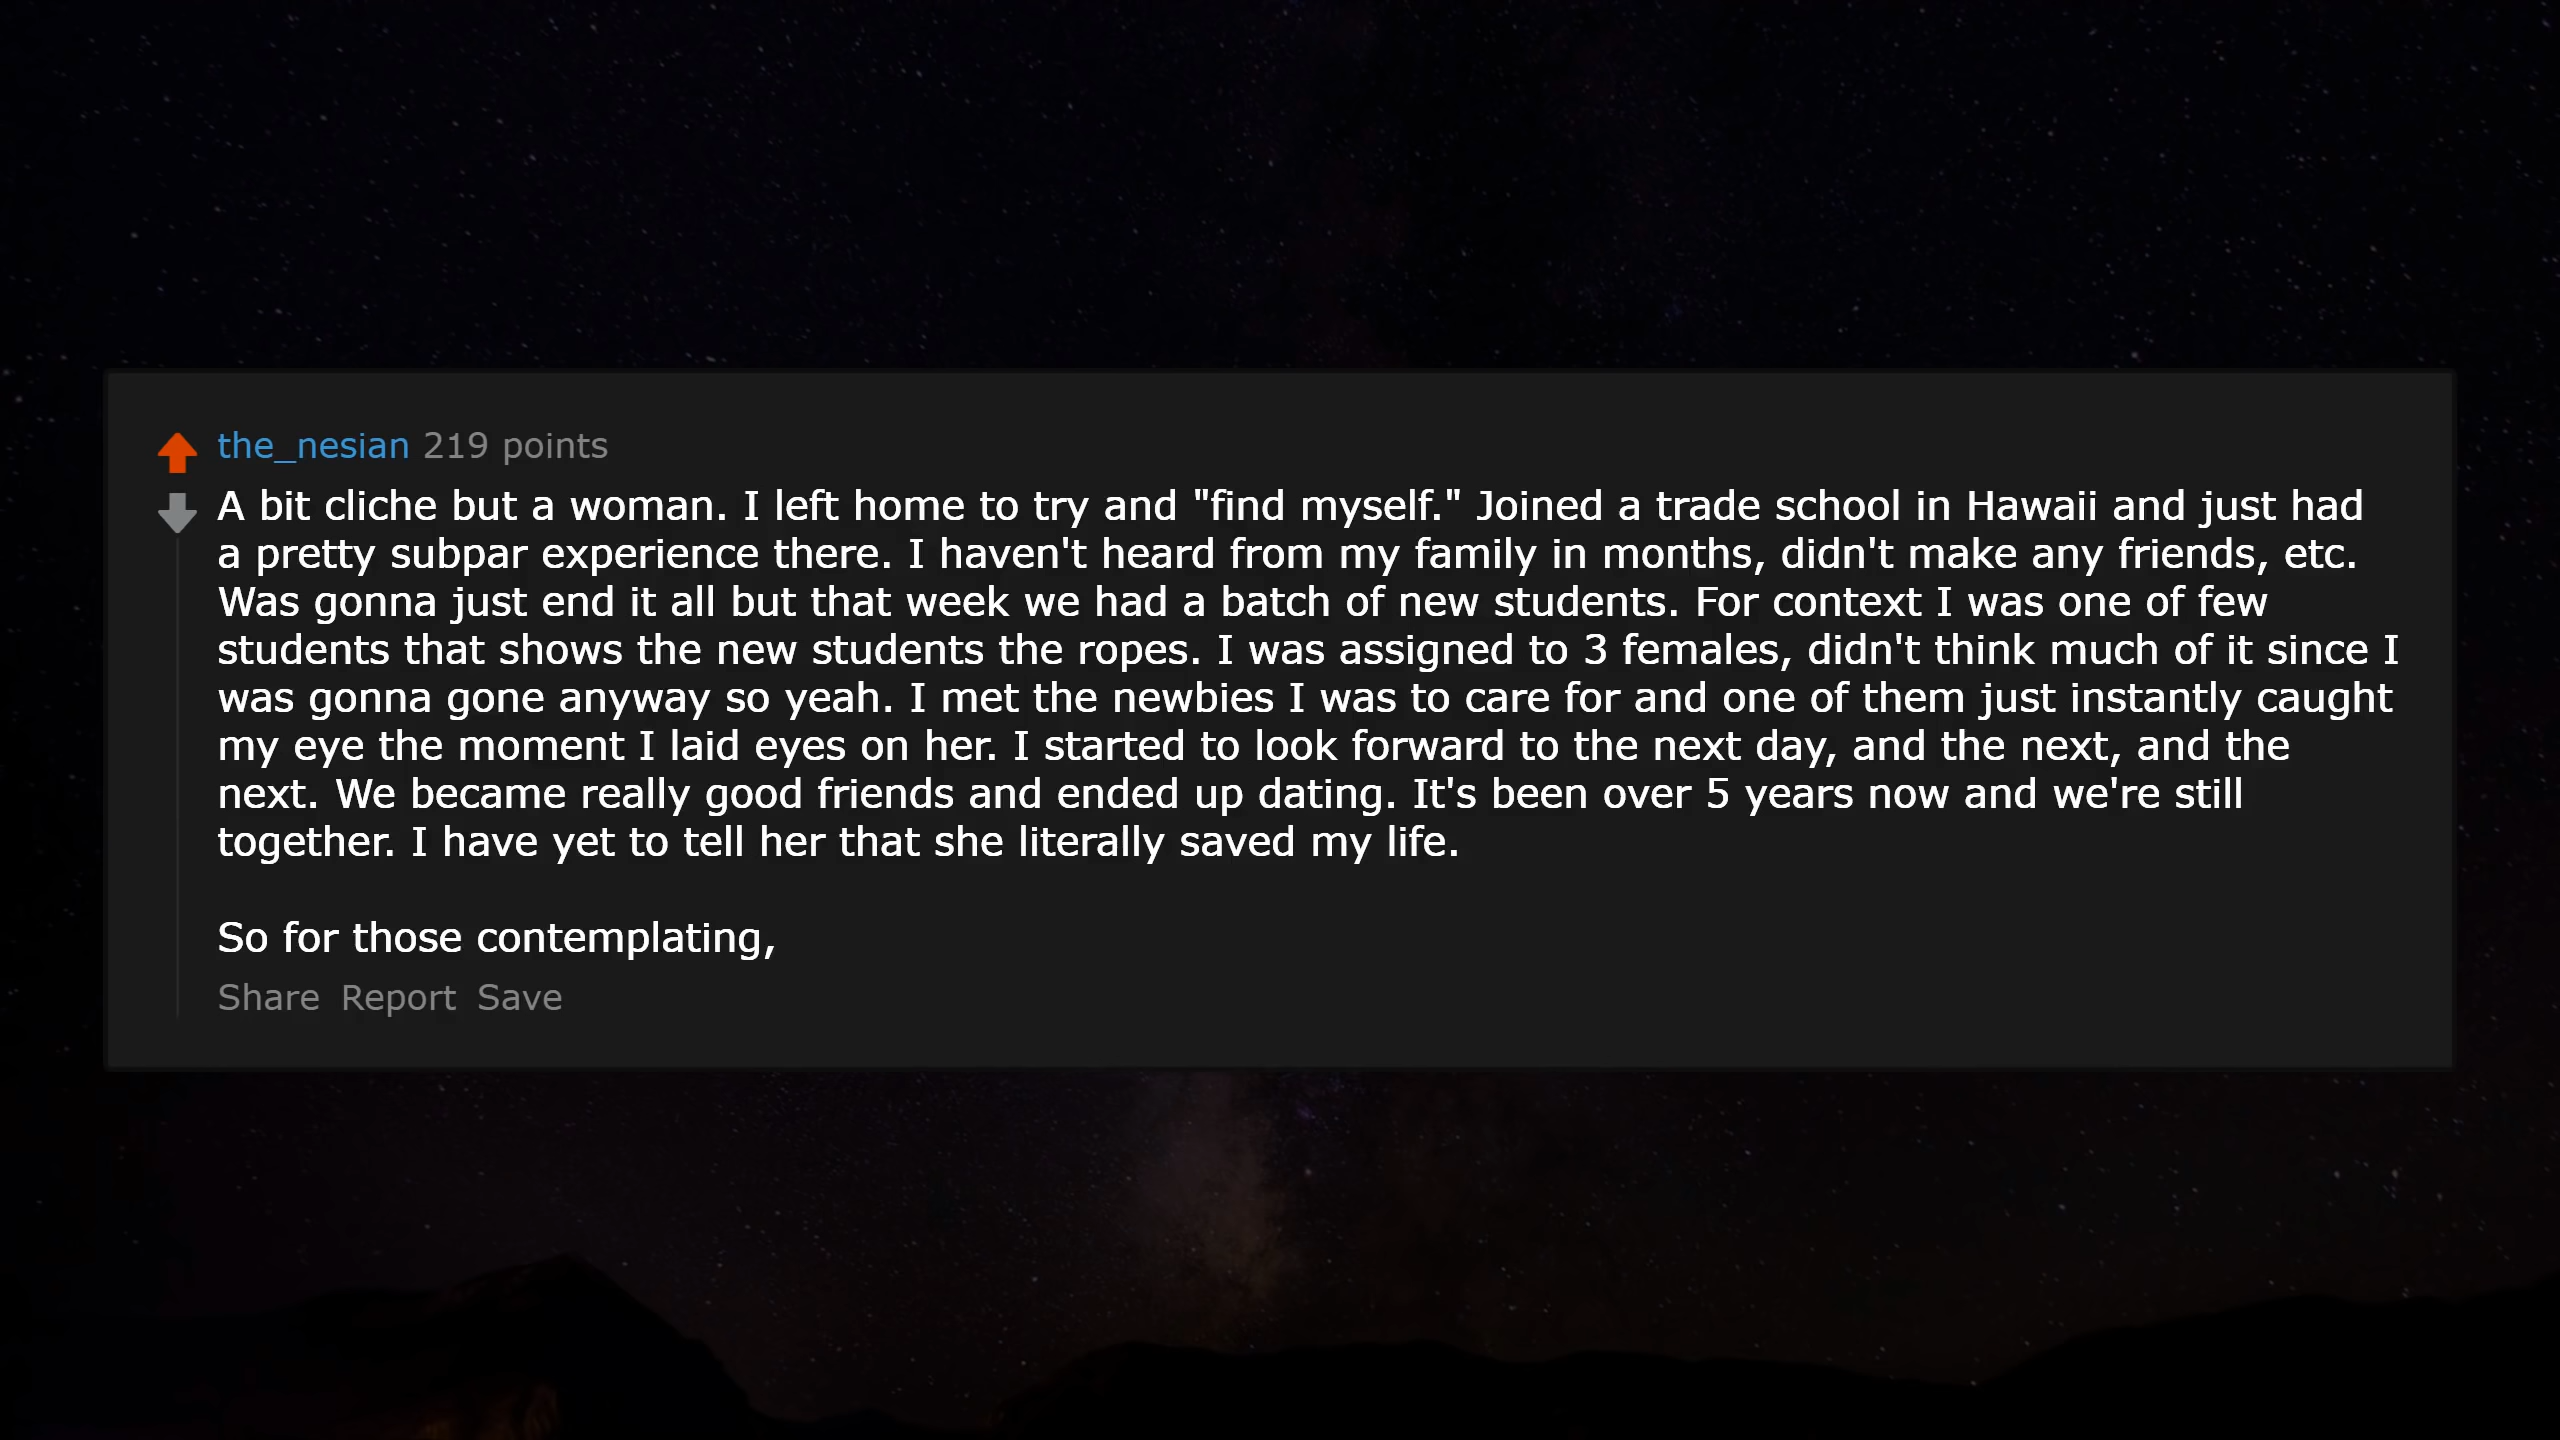 the_nesian 219 points
A bit cliche but a woman. I left home to try and "find myself." Joined a trade school in Hawaii and just had
a pretty subpar experience there. I haven't heard from my family in months, didn't make any friends, etc.
Was gonna just end it all but that week we had a batch of new students. For context I was one of few
students that shows the new students the ropes. I was assigned to 3 females, didn't think much of it since I
was gonna gone anyway so yeah. I met the newbies I was to care for and one of them just instantly caught
my eye the moment I laid eyes on her. I started to look forward to the next day, and the next, and the
next. We became really good friends and ended up dating. It's been over 5 years now and we're still
together. I have yet to tell her that she literally saved my life.
So for those contemplating,
Share Report Save